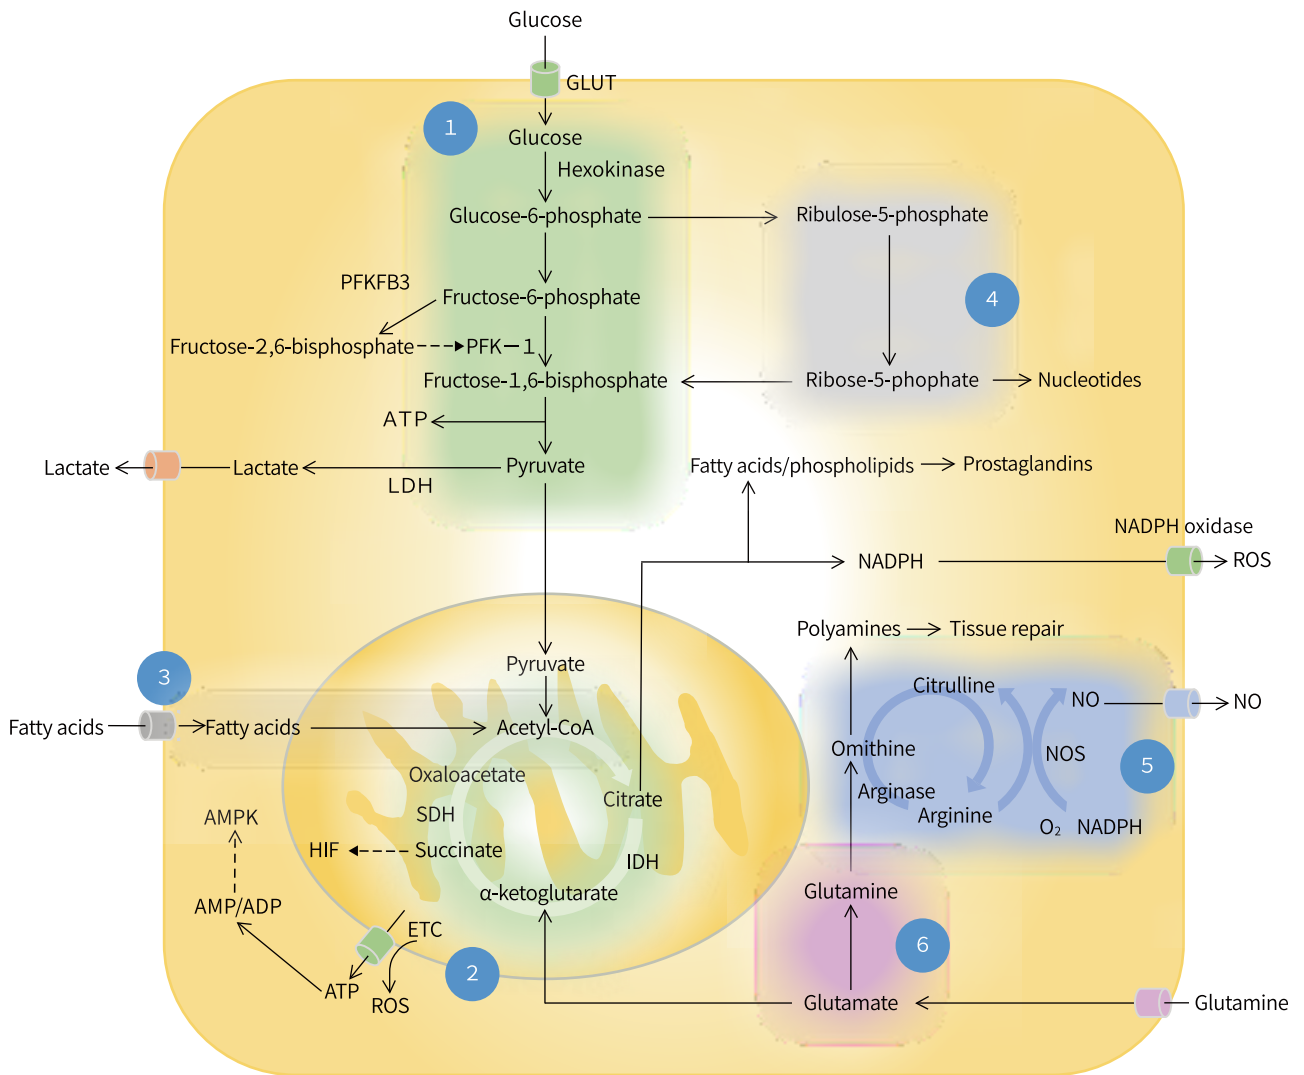 Glucose
GLUT
1
Glucose
Hexokinase
Glucose-6-phosphate
Ribulose-5-phosphate
PFKFB3
Fructose-6-phosphate
4
Fructose-2,6-bisphosphate
PFK-1
Fructose-1,6-bisphosphate
Ribose-5-phophate
Nucleotides
ATP
Lactate
Lactate
LDH
Pyruvate
Fatty acids/phospholipids
Prostaglandins
NADPH oxidase
NADPH
ROS
Polyamines
Tissue repair
3
Pyruvate
Citrulline
NO
NO
Fatty acids
Fatty acids
Acetyl-CoA
Omithine
NOS
5
Oxaloacetate
Citrate
Arginase
Arginine
O₂
NADPH
AMPK
SDH
HIF
Succinate
IDH
α-ketoglutarate
Glutamine
AMP/ADP
ETC
2
6
ATP
ROS
Glutamate
Glutamine